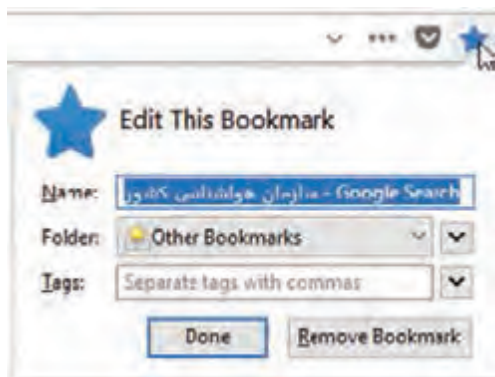 Edit This Bookmark
Name: سازمان هواشناسی کشور - Google Search
Folder: Other Bookmarks
Tags: Separate tags with commas
Done Remove Bookmark